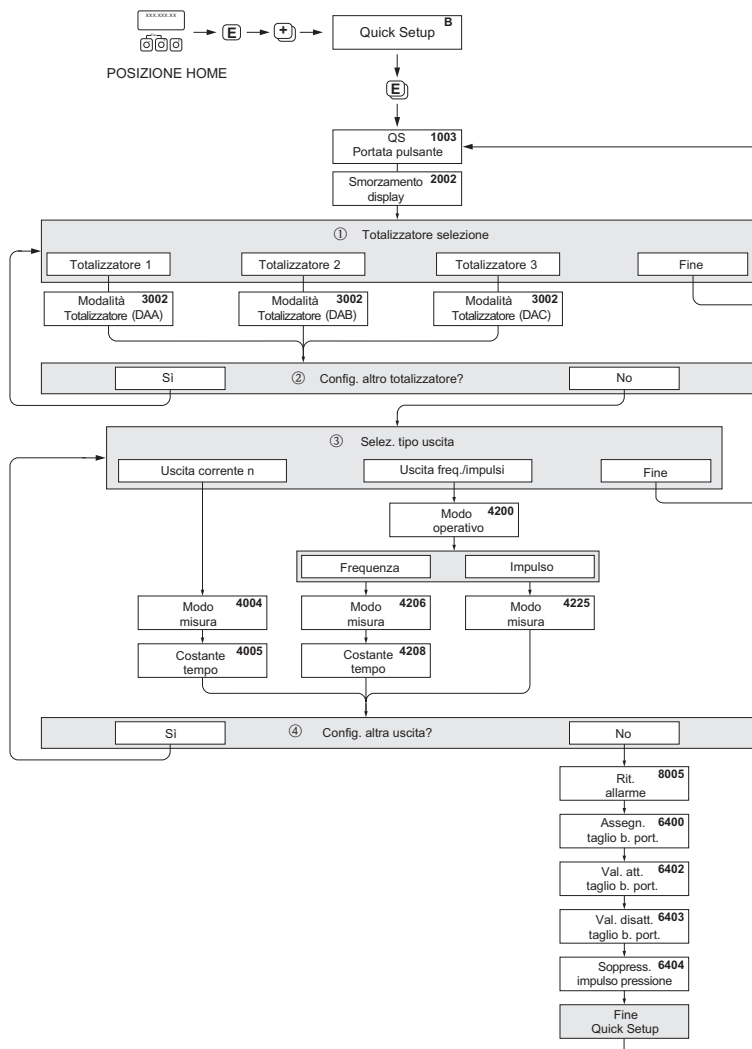 xxx.xxx.xx
Esc
E
+
B
Quick Setup
POSIZIONE HOME
E
QS 1003
Portata pulsante
Smorzamento 2002
display
① Totalizzatore selezione
Totalizzatore 1
Totalizzatore 2
Totalizzatore 3
Fine
Modalità 3002
Totalizzatore (DAA)
Modalità 3002
Totalizzatore (DAB)
Modalità 3002
Totalizzatore (DAC)
Sì
② Config. altro totalizzatore?
No
③ Selez. tipo uscita
Uscita corrente n
Uscita freq./impulsi
Fine
Modo 4200
operativo
Frequenza
Impulso
Modo 4004
misura
Modo 4206
misura
Modo 4225
misura
Costante 4005
tempo
Costante 4208
tempo
Sì
④ Config. altra uscita?
No
Rit. 8005
allarme
Assegn. 6400
taglio b. port.
Val. att. 6402
taglio b. port.
Val. disatt. 6403
taglio b. port.
Soppress. 6404
impulso pressione
Fine
Quick Setup